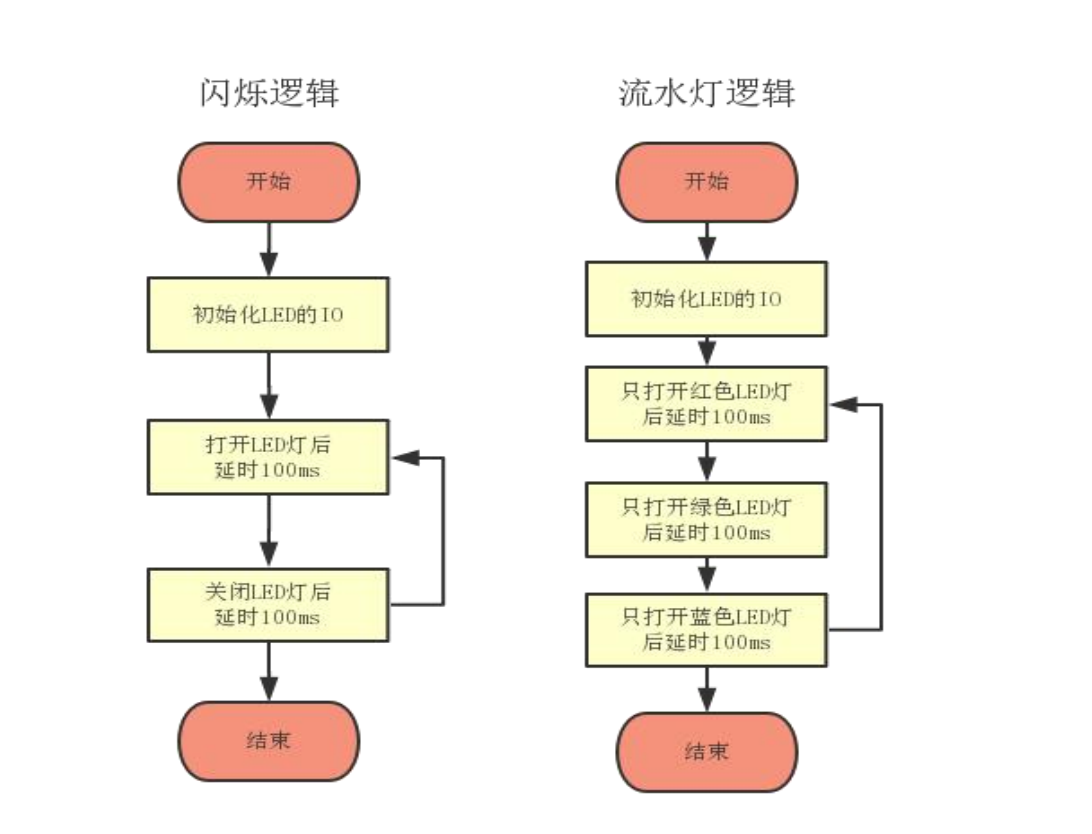 闪烁逻辑
开始
初始化LED的IO
打开LED灯后
延时100ms
关闭LED灯后
延时100ms
结束
流水灯逻辑
开始
初始化LED的IO
只打开红色LED灯
后延时100ms
只打开绿色LED灯
后延时100ms
只打开蓝色LED灯
后延时100ms
结束